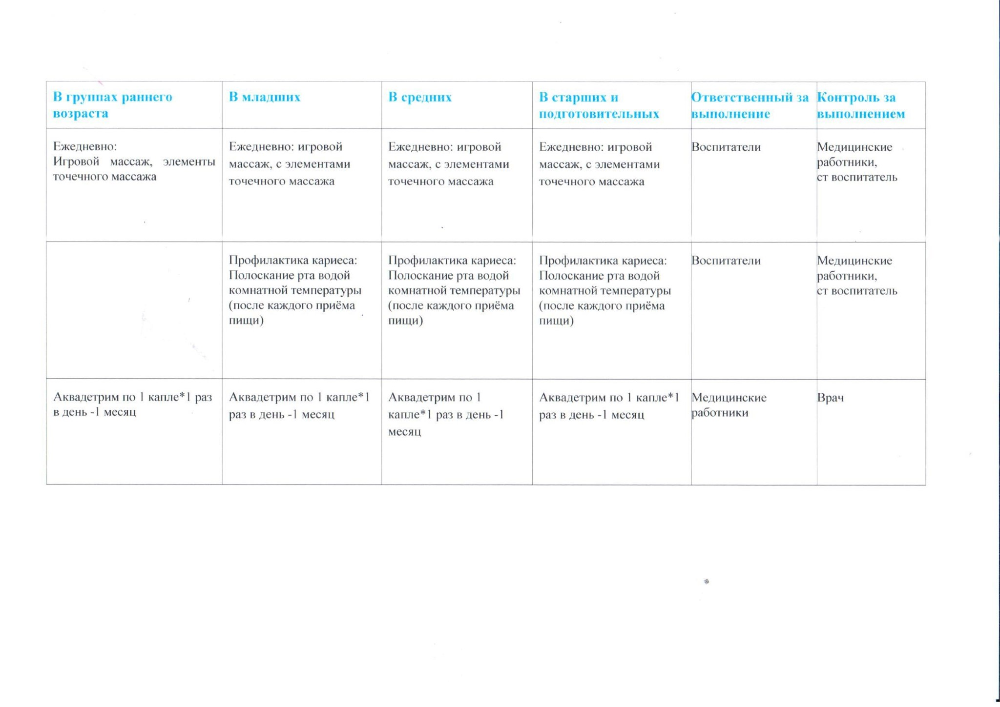 В группах раннего
возраста
В младших
В средних
В старших и
подготовительных
Ответственный за
выполнение
Контроль за
выполнением
Ежедневно:
Игровой массаж, элементы
точечного массажа
Ежедневно: игровой
массаж, с элементами
точечного массажа
Ежедневно: игровой
массаж, с элементами
точечного массажа
Ежедневно: игровой
массаж, с элементами
точечного массажа
Воспитатели
Медицинские
работники,
ст воспитатель
Профилактика кариеса:
Полоскание рта водой
комнатной температуры
(после каждого приёма
пищи)
Профилактика кариеса:
Полоскание рта водой
комнатной температуры
(после каждого приёма
пищи)
Профилактика кариеса:
Полоскание рта водой
комнатной температуры
(после каждого приёма
пищи)
Воспитатели
Медицинские
работники,
ст воспитатель
Аквадетрим по 1 капле*1 раз
в день -1 месяц
Аквадетрим по 1 капле*1
раз в день -1 месяц
Аквадетрим по 1
капле*1 раз в день -1
месяц
Аквадетрим по 1 капле*1
раз в день -1 месяц
Медицинские
работники
Врач